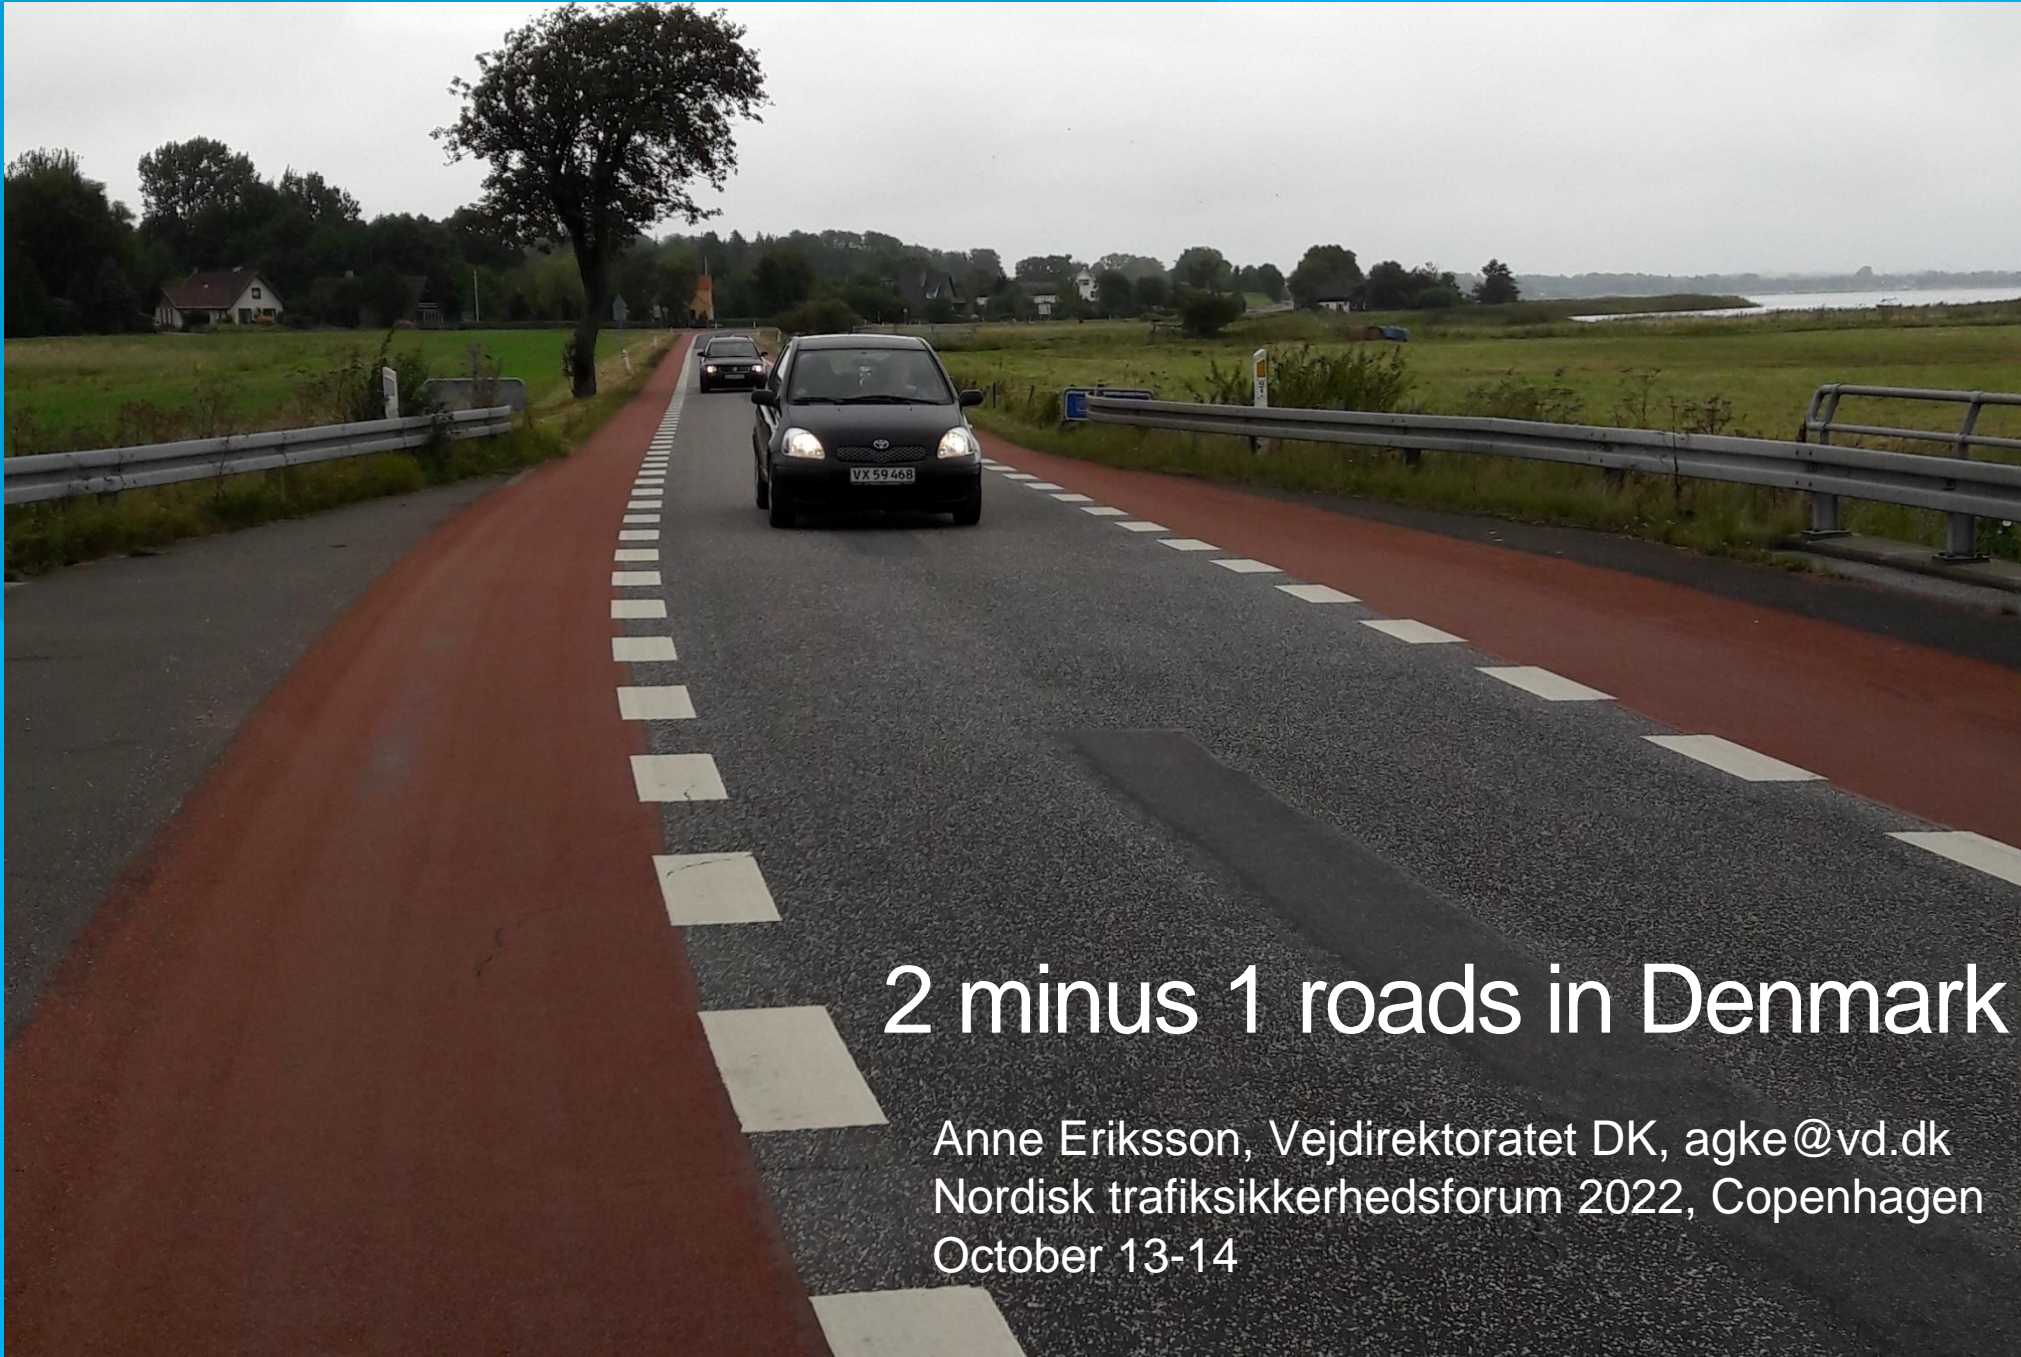 VX 59 468
2 minus 1 roads in Denmark
Anne Eriksson, Vejdirektoratet DK, agke@vd.dk
Nordisk trafiksikkerhedsforum 2022, Copenhagen
October 13-14